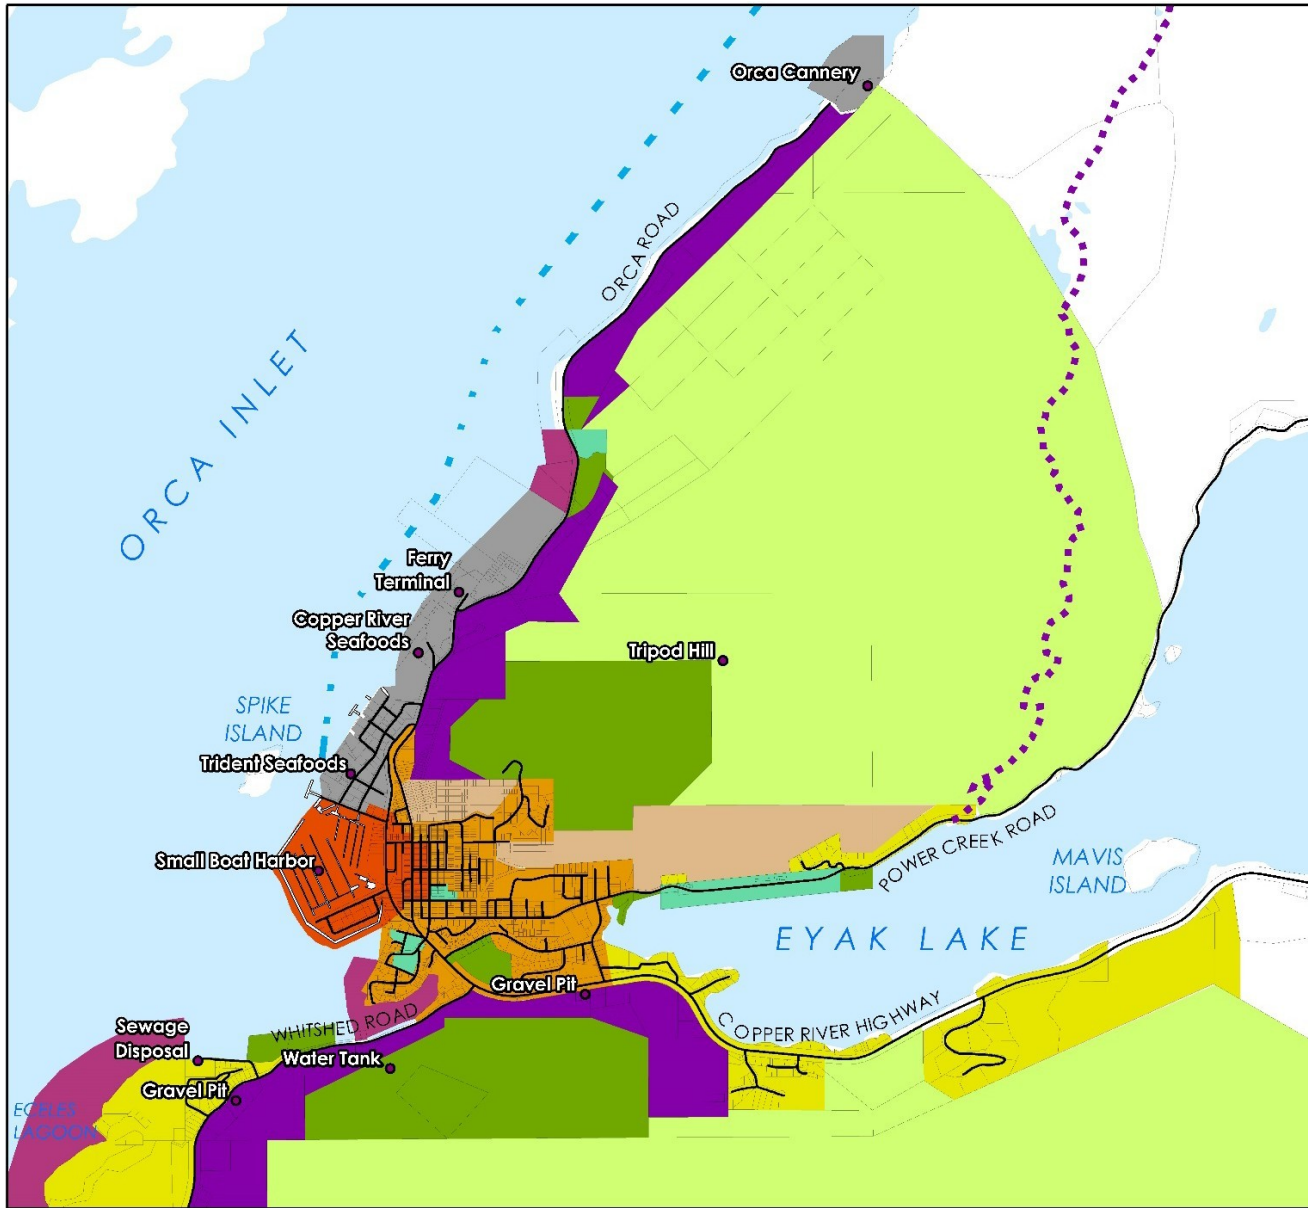 Orca Cannery
ORCA ROAD
ORCA INLET
Ferry
Terminal
Copper River
Seafoods
Tripod Hill
SPIKE
ISLAND
Trident Seafoods
Small Boat Harbor
POWER CREEK ROAD
MAVIS
ISLAND
EYAK LAKE
Gravel Pit
COPPER RIVER HIGHWAY
WHITSHED ROAD
Sewage
Disposal
Water Tank
Gravel Pit
LAGOON